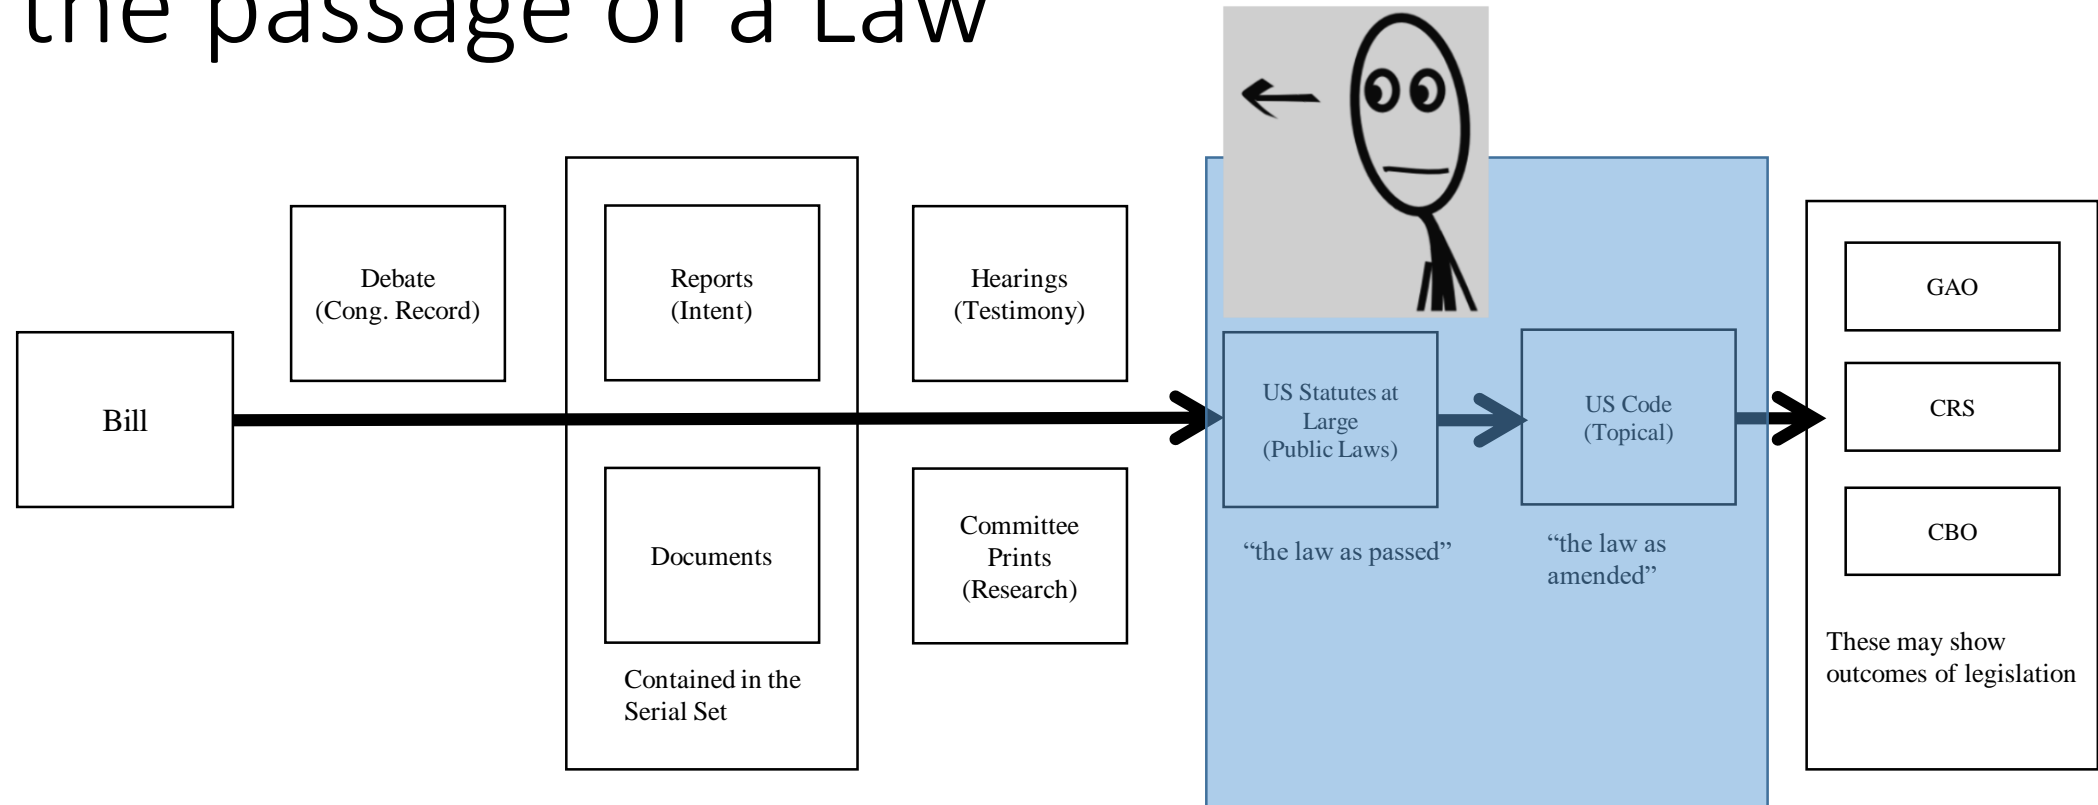 the passage of a Law
Bill
Debate
(Cong. Record)
Reports
(Intent)
Documents
Contained in the
Serial Set
Hearings
(Testimony)
Committee
Prints
(Research)
US Statutes at
Large
(Public Laws)
“the law as passed”
US Code
(Topical)
“the law as
amended”
GAO
CRS
CBO
These may show
outcomes of legislation